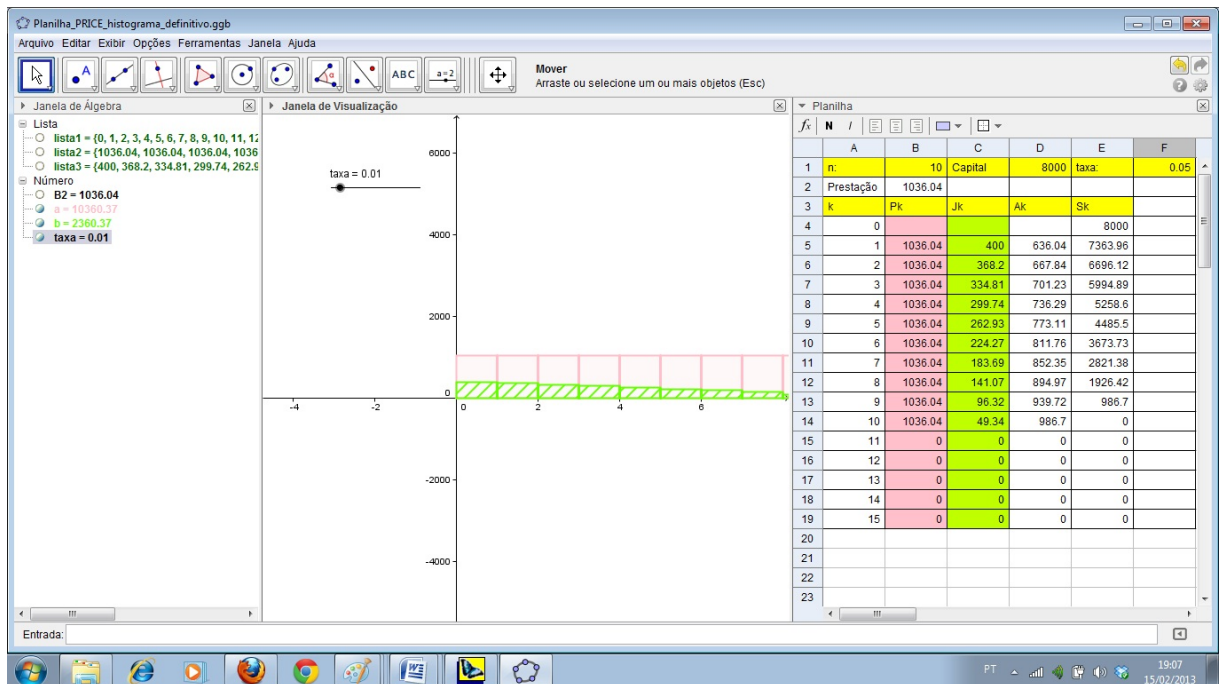 Planilha_PRICE_histograma_definitivo.ggb
Arquivo Editar Exibir Opções Ferramentas Janela Ajuda
A
ABC
a=2
Mover
Arraste ou selecione um ou mais objetos (Esc)
Janela de Álgebra
Lista
lista1 = {0, 1, 2, 3, 4, 5, 6, 7, 8, 9, 10, 11, 12
lista2 = {1036.04, 1036.04, 1036.04, 1036
lista3 = {400, 368.2, 334.81, 299.74, 262.9
Número
B2 = 1036.04
a = 10360.37
b = 2360.37
taxa = 0.01
Janela de Visualização
taxa = 0.01
6000
4000
2000
0
-2000
-4000
-4 -2 0 2 4 6
Planilha
fx N I
A B C D E F
1 n: 10 Capital 8000 taxa: 0.05
2 Prestação 1036.04
3 k Pk Jk Ak Sk
4 0 8000
5 1 1036.04 400 636.04 7363.96
6 2 1036.04 368.2 667.84 6696.12
7 3 1036.04 334.81 701.23 5994.89
8 4 1036.04 299.74 736.29 5258.6
9 5 1036.04 262.93 773.11 4485.5
10 6 1036.04 224.27 811.76 3673.73
11 7 1036.04 183.69 852.35 2821.38
12 8 1036.04 141.07 894.97 1926.42
13 9 1036.04 96.32 939.72 986.7
14 10 1036.04 49.34 986.7 0
15 11 0 0 0 0
16 12 0 0 0 0
17 13 0 0 0 0
18 14 0 0 0 0
19 15 0 0 0 0
20
21
22
23
Entrada:
PT
19:07
15/02/2013